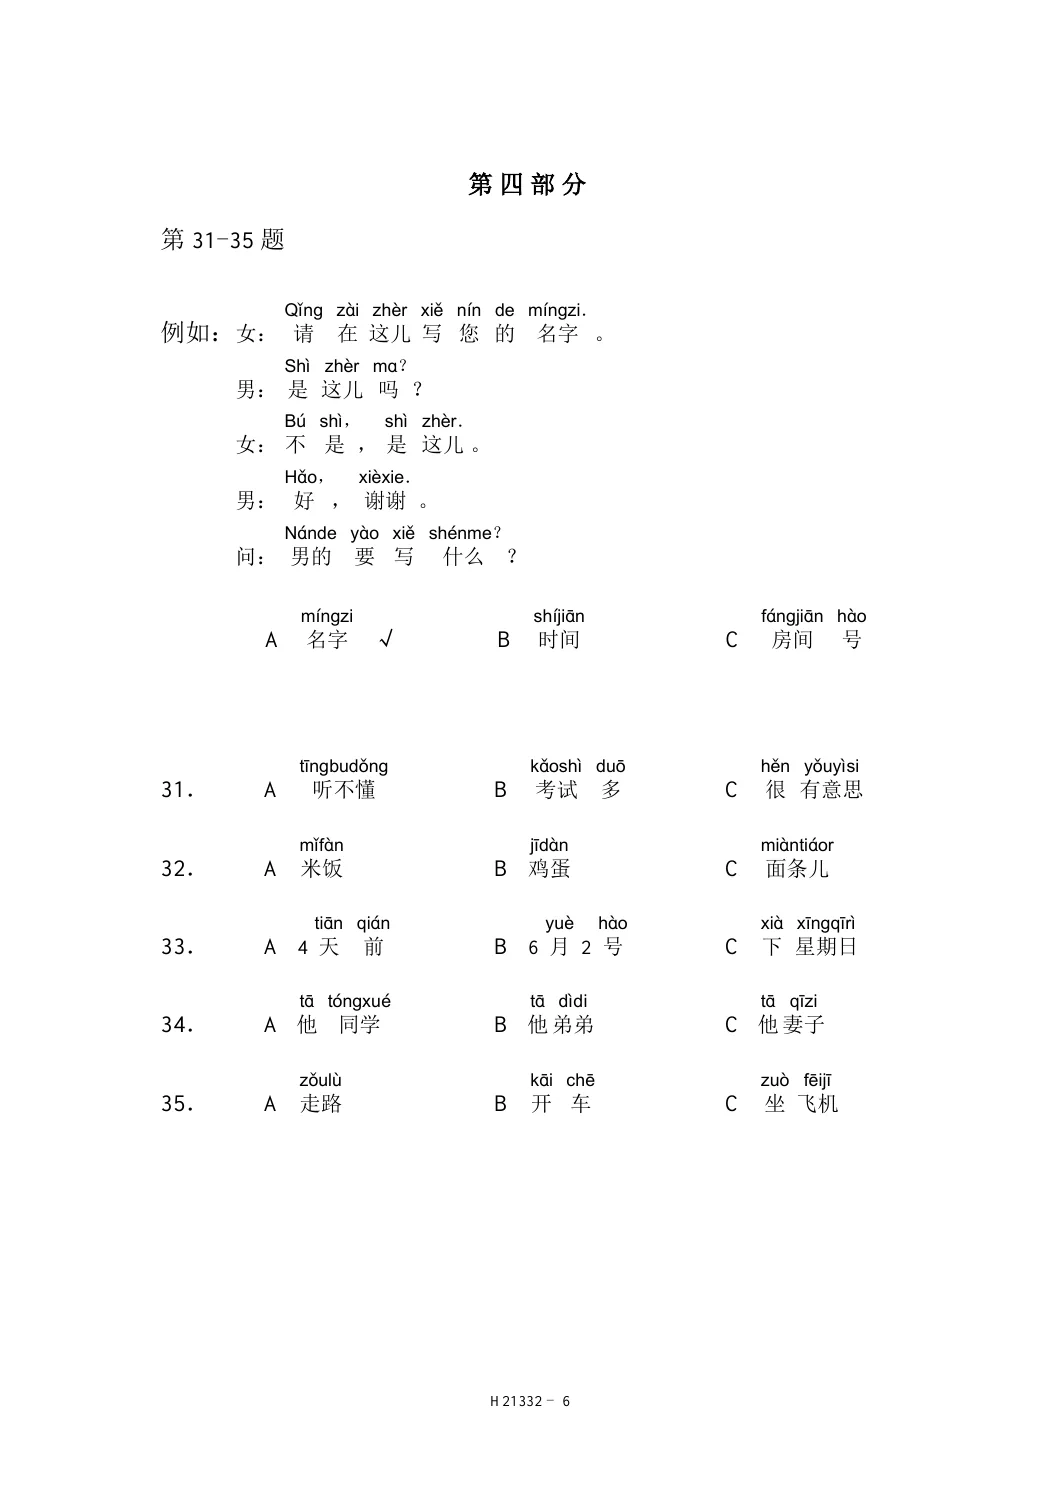 第四部分
第 31-35 题
Qǐng zài zhèr xiě nín de míngzi.
例如：女： 请 在 这儿 写 您 的 名字 。
Shì zhèr ma?
男： 是 这儿 吗 ？
Bú shì, shì zhèr.
女： 不 是 ， 是 这儿 。
Hǎo, xièxie.
男： 好 ， 谢谢 。
Nánde yào xiě shénme?
问： 男的 要 写 什么 ？
míngzi shíjiān fángjiān hào
A 名字 √ B 时间 C 房间 号
tīngbudǒng kǎoshì duō hěn yǒuyìsi
31. A 听不懂 B 考试 多 C 很 有意思
mǐfàn jīdàn miàntiáor
32. A 米饭 B 鸡蛋 C 面条儿
tiān qián yuè hào xià xīngqīrì
33. A 4 天 前 B 6 月 2 号 C 下 星期日
tā tóngxué tā dìdi tā qīzi
34. A 他 同学 B 他 弟弟 C 他 妻子
zǒulù kāi chē zuò fēijī
35. A 走路 B 开 车 C 坐 飞机
H21332 - 6